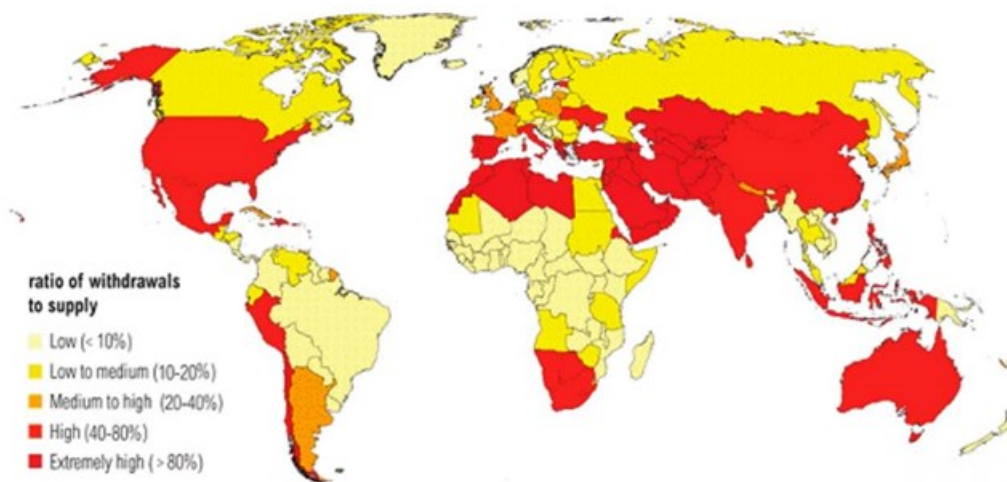 ratio of withdrawals
to supply
Low (< 10%)
Low to medium (10-20%)
Medium to high (20-40%)
High (40-80%)
Extremely high (> 80%)